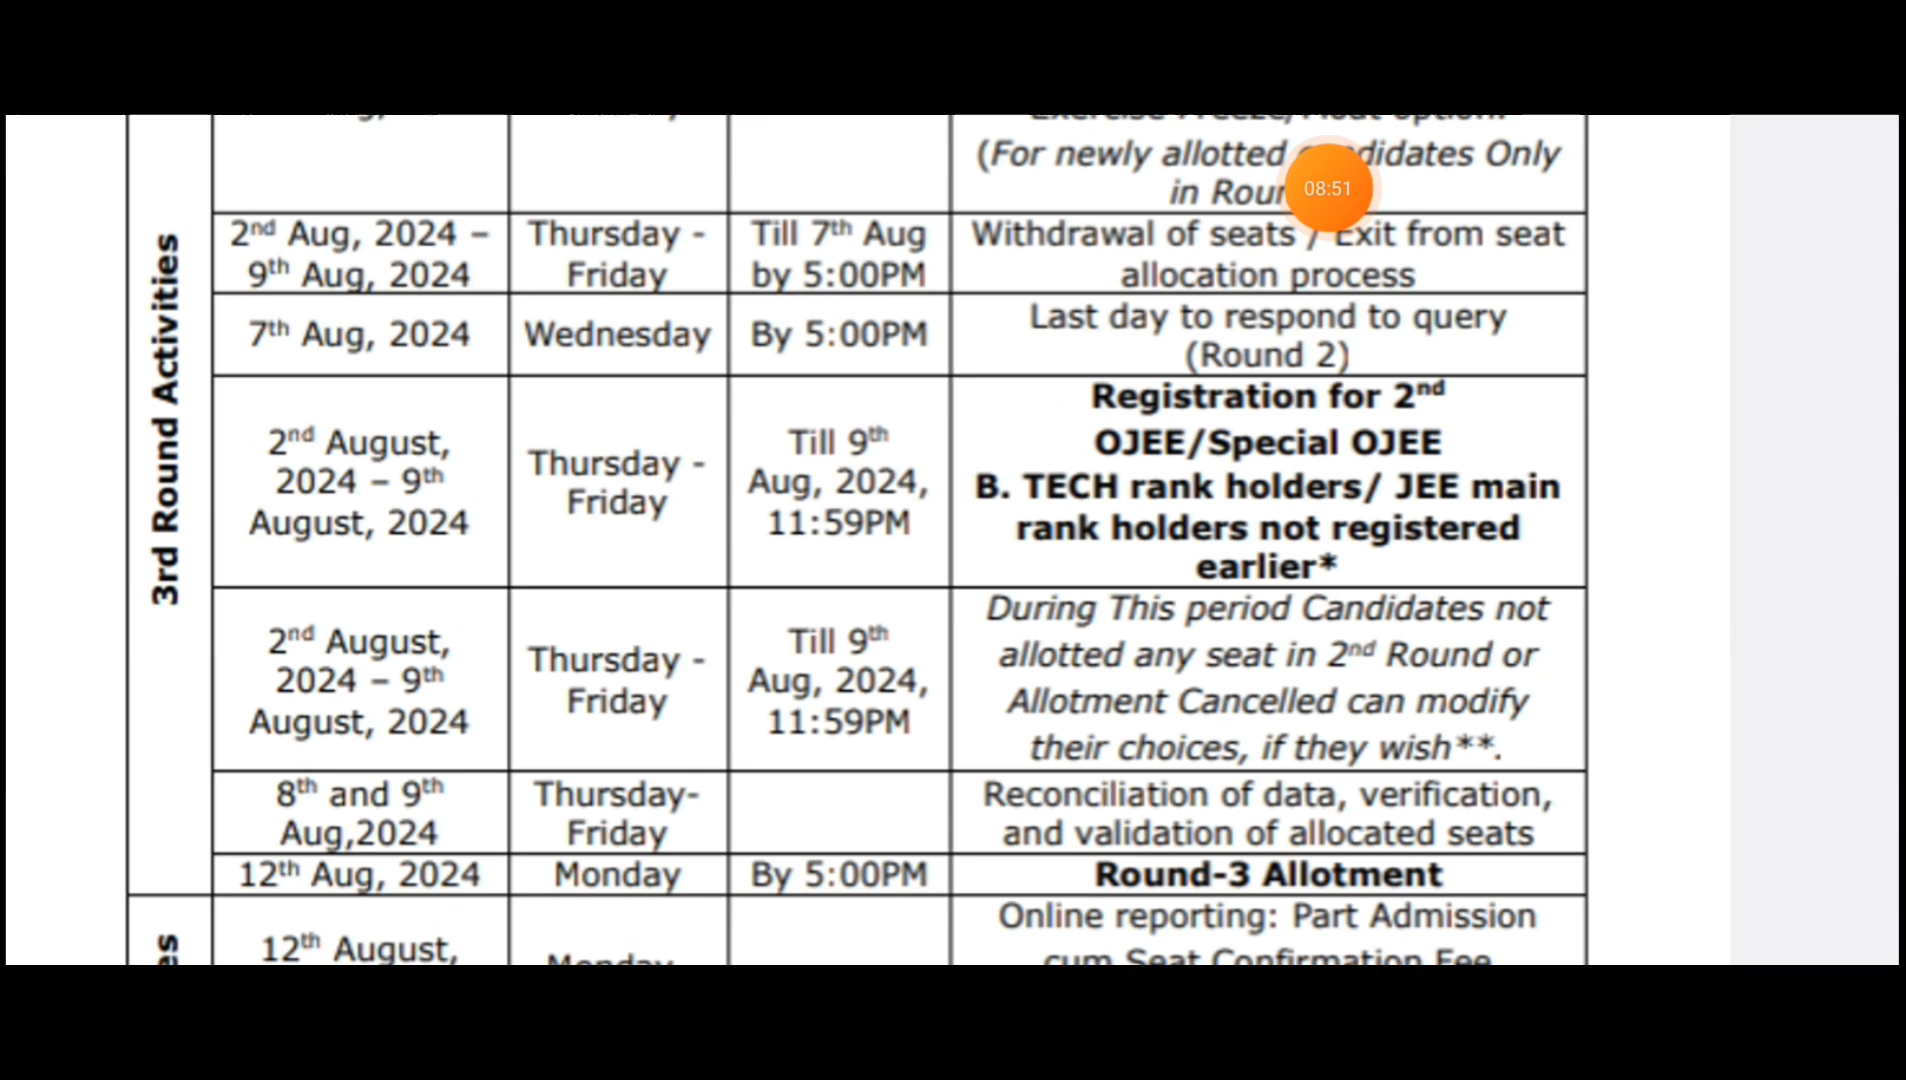 (For newly allotted Only
in
08:51
2nd Aug, 2024 –
9th Aug, 2024
Thursday -
Friday
Till 7th Aug
by 5:00PM
Withdrawal of seats / Exit from seat
allocation process
7th Aug, 2024
Wednesday
By 5:00PM
Last day to respond to query
(Round 2)
3rd Round Activities
2nd August,
2024 – 9th
August, 2024
Thursday -
Friday
Till 9th
Aug, 2024,
11:59PM
Registration for 2nd
OJEE/Special OJEE
B. TECH rank holders/ JEE main
rank holders not registered
earlier*
2nd August,
2024 – 9th
August, 2024
Thursday -
Friday
Till 9th
Aug, 2024,
11:59PM
During This period Candidates not
allotted any seat in 2nd Round or
Allotment Cancelled can modify
their choices, if they wish**.
8th and 9th
Aug,2024
Thursday-
Friday
Reconciliation of data, verification,
and validation of allocated seats
12th Aug, 2024
Monday
By 5:00PM
Round-3 Allotment
12th August,
Monday
Online reporting: Part Admission
cum Seat Confirmation Fee